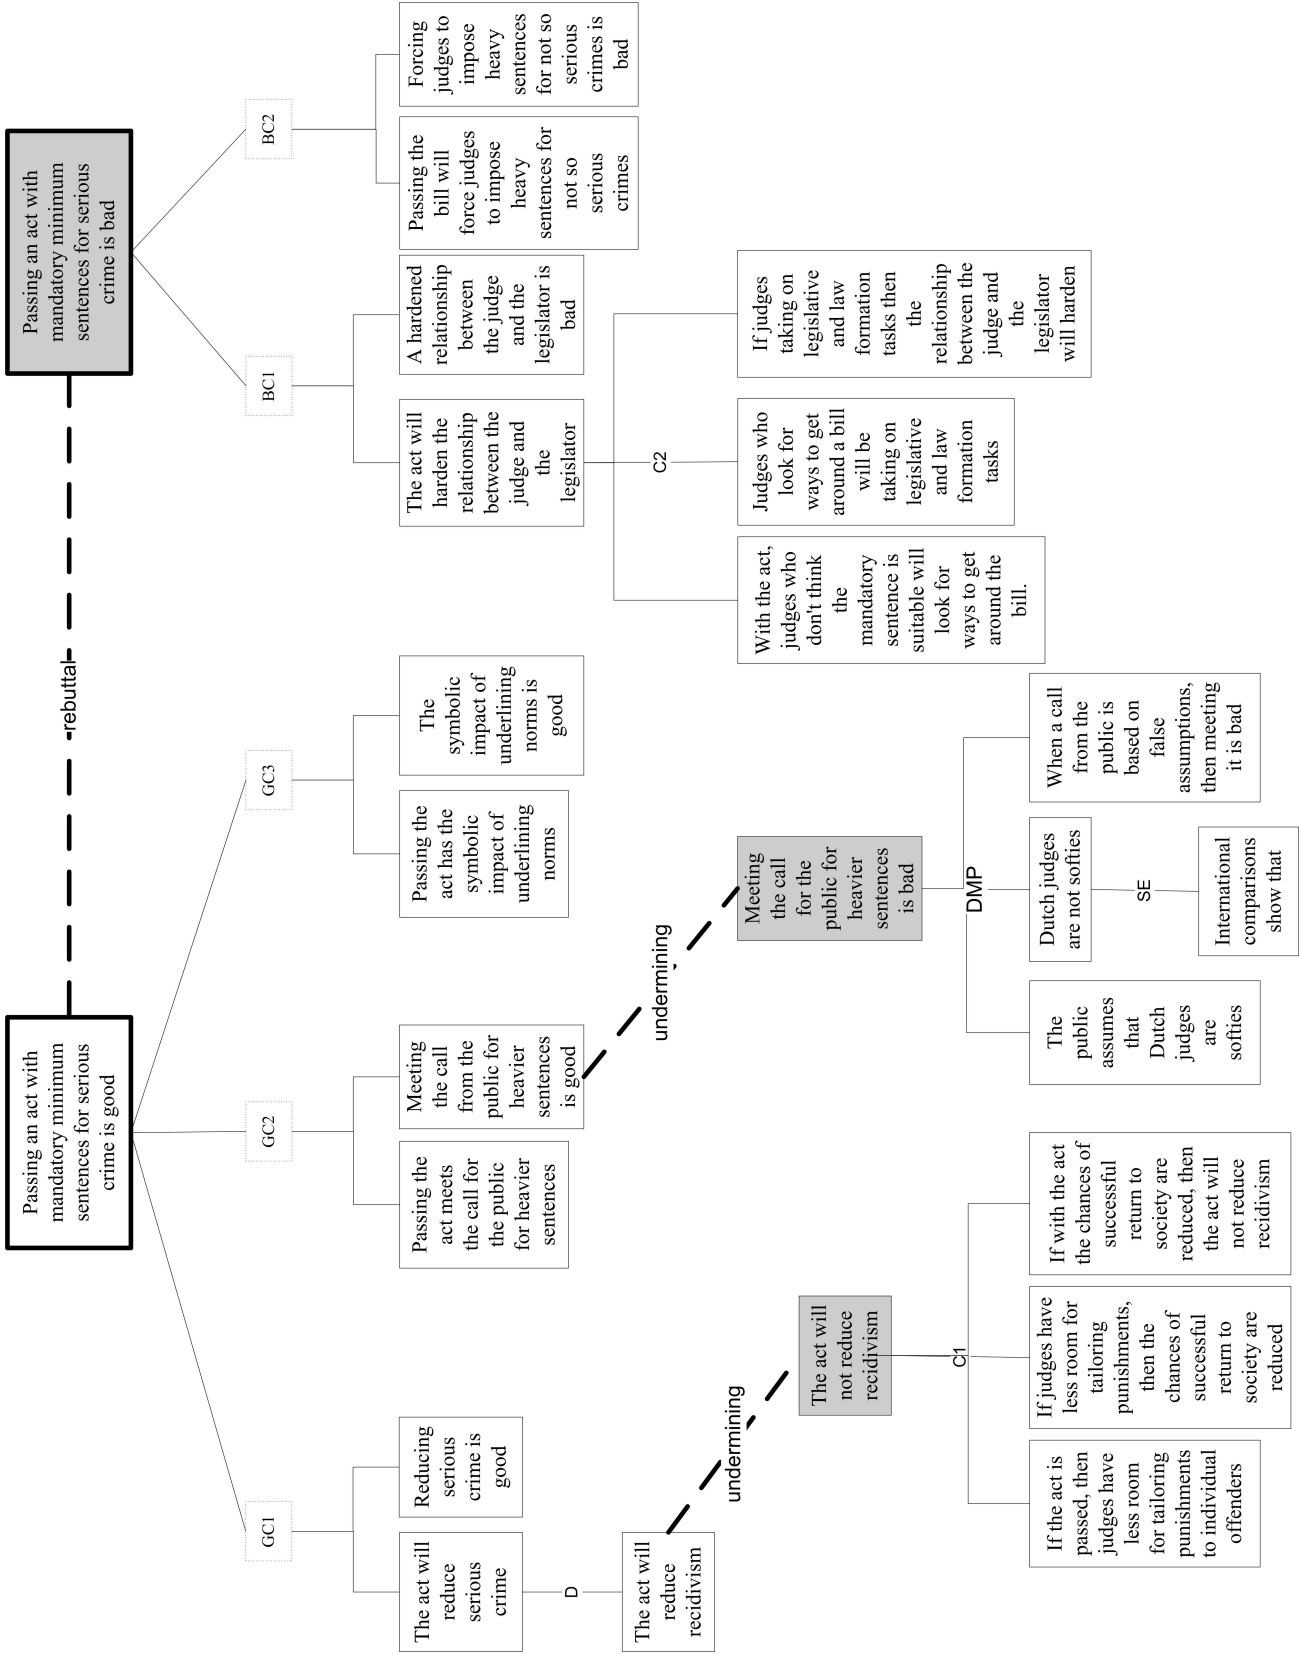 Passing an act with
mandatory minimum
sentences for serious
crime is good
rebuttal
Passing an act with
mandatory minimum
sentences for serious
crime is bad
GC1
GC2
GC3
BC1
BC2
The act will
reduce
serious
crime
Reducing
serious
crime is
good
Passing the
act meets
the call for
the public
for heavier
sentences
Meeting
the call
from the
public for
heavier
sentences
is good
Passing the
act has the
symbolic
impact of
underlining
norms
The
symbolic
impact of
underlining
norms is
good
The act will
harden the
relationship
between the
judge and
the
legislator
A hardened
relationship
between
the judge
and the
legislator is
bad
Passing the
bill will
force judges
to impose
heavy
sentences for
not so
serious
crimes
Forcing
judges to
impose
heavy
sentences
for not so
serious
crimes is
bad
D
The act will
reduce
recidivism
undermining
The act will
not reduce
recidivism
C1
If the act is
passed, then
judges have
less room
for tailoring
punishments
to individual
offenders
If judges have
less room for
tailoring
punishments,
then the
chances of
successful
return to
society are
reduced
If with the act
the chances of
successful
return to
society are
reduced, then
the act will
not reduce
recidivism
undermining
Meeting
the call
for the
public for
heavier
sentences
is bad
DMP
The
public
assumes
that
Dutch
judges
are
softies
Dutch judges
are not softies
When a call
from the
public is
based on
false
assumptions,
then meeting
it is bad
SE
International
comparisons
show that
C2
With the act,
judges who
don't think
the
mandatory
sentence is
suitable will
look for
ways to get
around the
bill.
Judges who
look for
ways to get
around a bill
will be
taking on
legislative
and law
formation
tasks
If judges
taking on
legislative
and law
formation
tasks then
the
relationship
between the
judge and
the
legislator
will harden